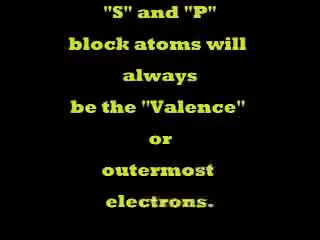 "S" and "P"
block atoms will
always
be the "Valence"
or
outermost
electrons.